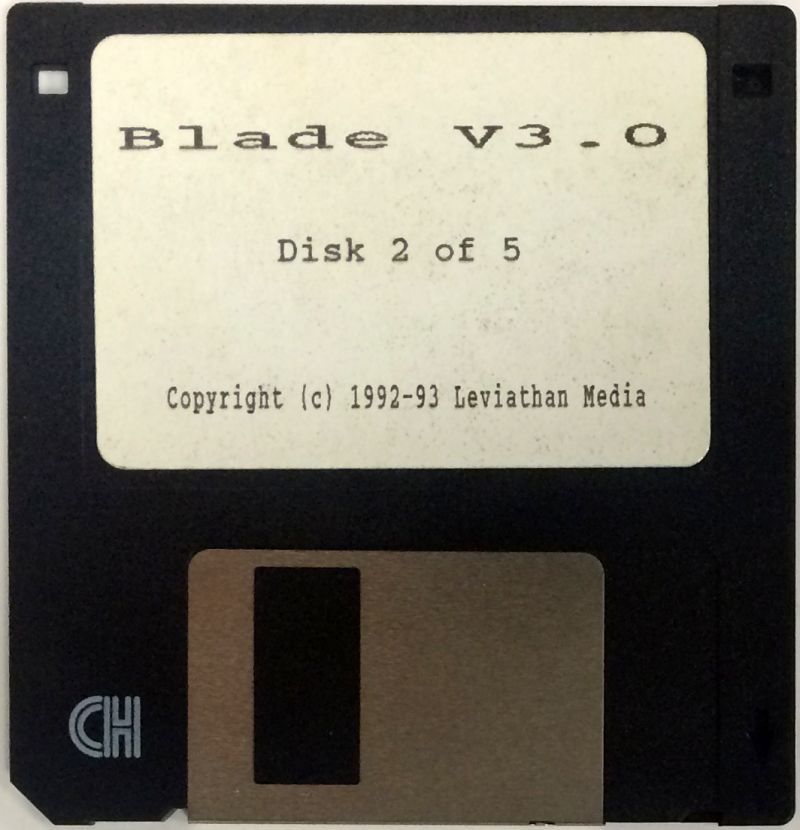 Blade V3.0
Disk 2 of 5
Copyright (c) 1992-93 Leviathan Media
CH